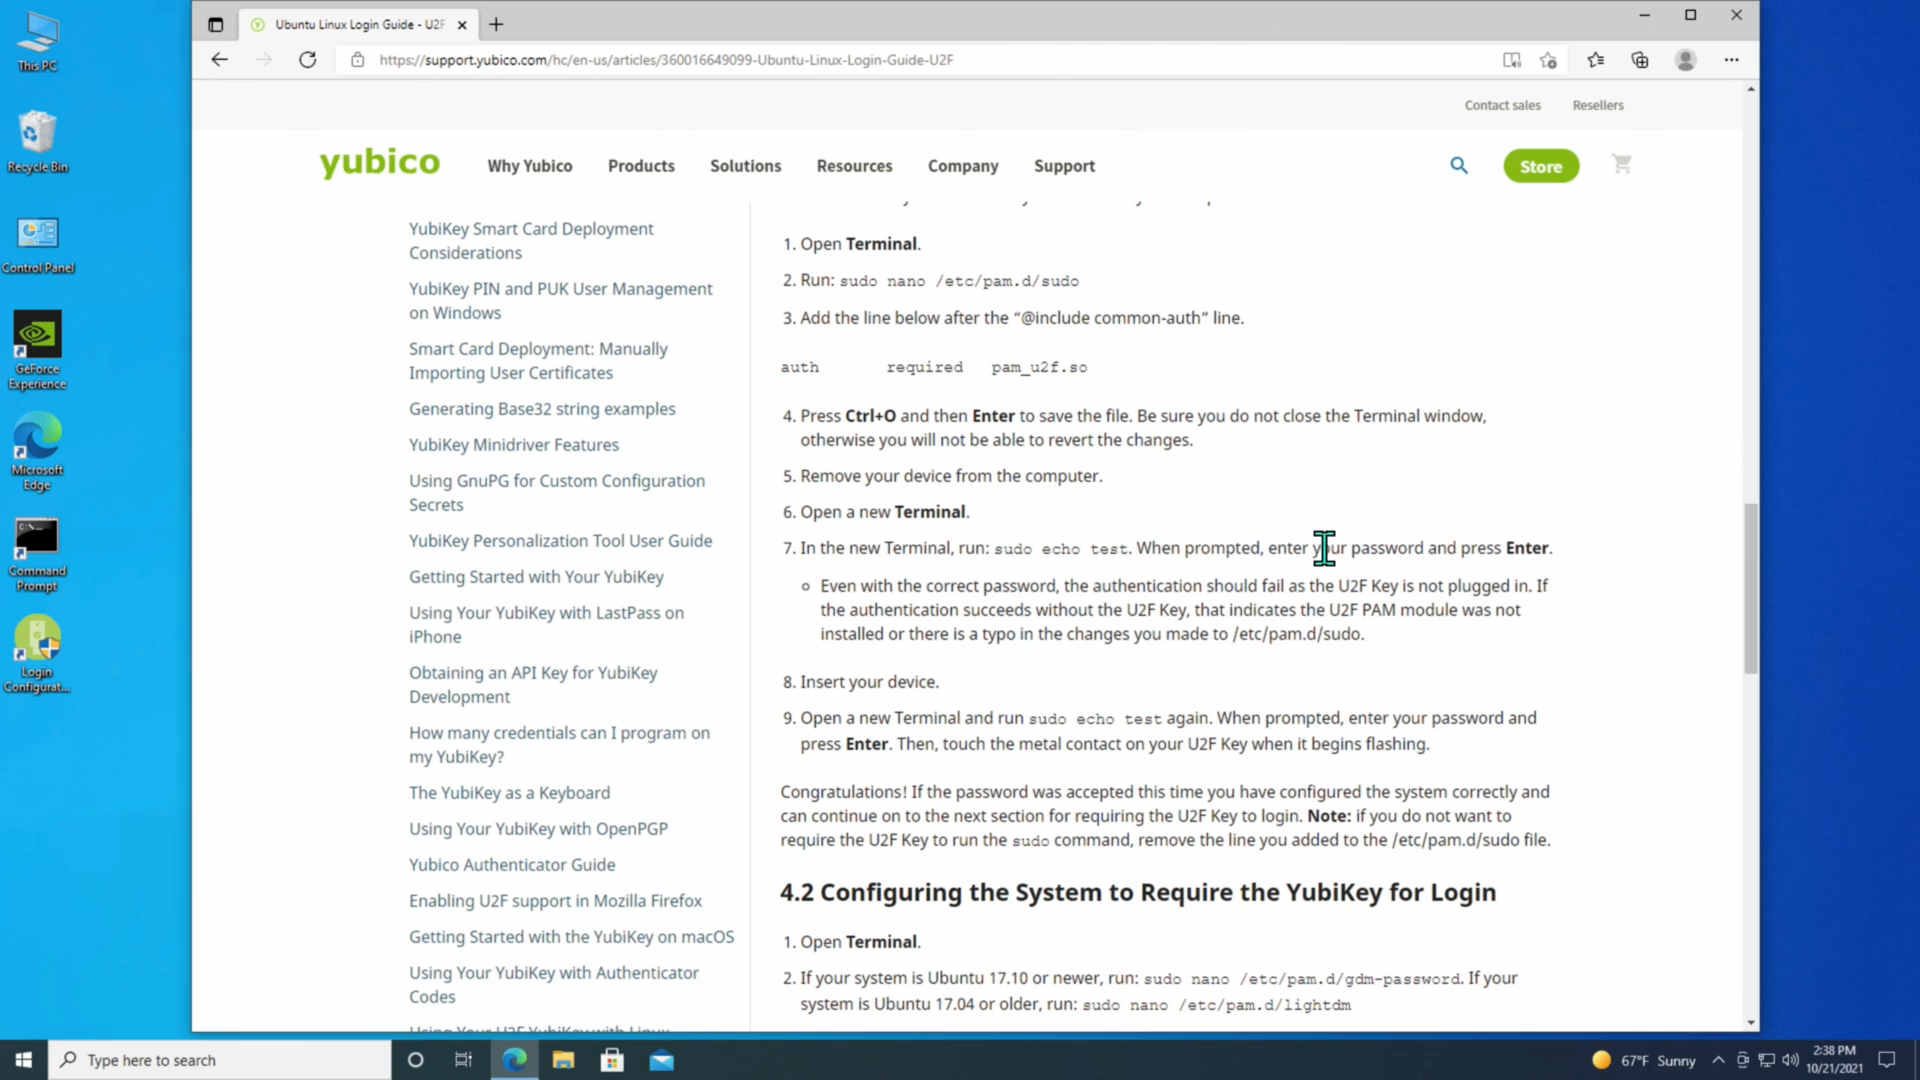 This PC
Recycle Bin
Control Panel
GeForce
Experience
Microsoft
Edge
Command
Prompt
Login
Configurat...
Ubuntu Linux Login Guide - U2F
https://support.yubico.com/hc/en-us/articles/360016649099-Ubuntu-Linux-Login-Guide-U2F
Contact sales
Resellers
yubico
Why Yubico
Products
Solutions
Resources
Company
Support
Store
YubiKey Smart Card Deployment
Considerations
YubiKey PIN and PUK User Management
on Windows
Smart Card Deployment: Manually
Importing User Certificates
Generating Base32 string examples
YubiKey Minidriver Features
Using GnuPG for Custom Configuration
Secrets
YubiKey Personalization Tool User Guide
Getting Started with Your YubiKey
Using Your YubiKey with LastPass on
iPhone
Obtaining an API Key for YubiKey
Development
How many credentials can I program on
my YubiKey?
The YubiKey as a Keyboard
Using Your YubiKey with OpenPGP
Yubico Authenticator Guide
Enabling U2F support in Mozilla Firefox
Getting Started with the YubiKey on macOS
Using Your YubiKey with Authenticator
Codes
Using Your U2F YubiKey with Linux
1. Open Terminal.
2. Run: sudo nano /etc/pam.d/sudo
3. Add the line below after the “@include common-auth” line.
auth required pam_u2f.so
4. Press Ctrl+O and then Enter to save the file. Be sure you do not close the Terminal window,
otherwise you will not be able to revert the changes.
5. Remove your device from the computer.
6. Open a new Terminal.
7. In the new Terminal, run: sudo echo test. When prompted, enter your password and press Enter.
Even with the correct password, the authentication should fail as the U2F Key is not plugged in. If
the authentication succeeds without the U2F Key, that indicates the U2F PAM module was not
installed or there is a typo in the changes you made to /etc/pam.d/sudo.
8. Insert your device.
9. Open a new Terminal and run sudo echo test again. When prompted, enter your password and
press Enter. Then, touch the metal contact on your U2F Key when it begins flashing.
Congratulations! If the password was accepted this time you have configured the system correctly and
can continue on to the next section for requiring the U2F Key to login. Note: if you do not want to
require the U2F Key to run the sudo command, remove the line you added to the /etc/pam.d/sudo file.
4.2 Configuring the System to Require the YubiKey for Login
1. Open Terminal.
2. If your system is Ubuntu 17.10 or newer, run: sudo nano /etc/pam.d/gdm-password. If your
system is Ubuntu 17.04 or older, run: sudo nano /etc/pam.d/lightdm
Type here to search
67°F Sunny
2:38 PM
10/21/2021